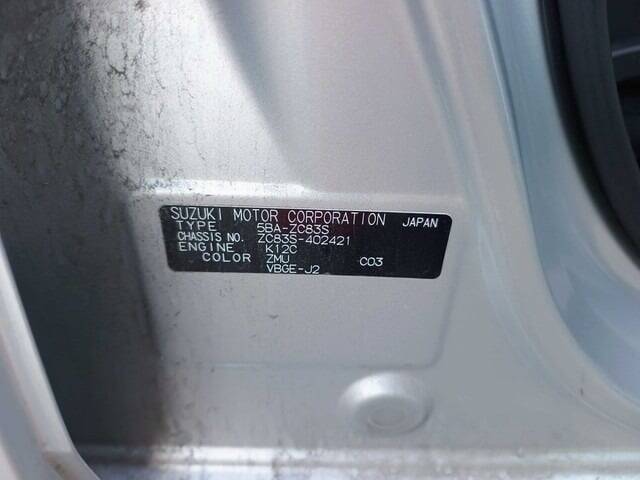 SUZUKI MOTOR CORPORATION JAPAN
TYPE 5BA-ZC83S
CHASSIS NO. ZC83S-402421
ENGINE K12C
COLOR ZMU C03
VBGE-J2